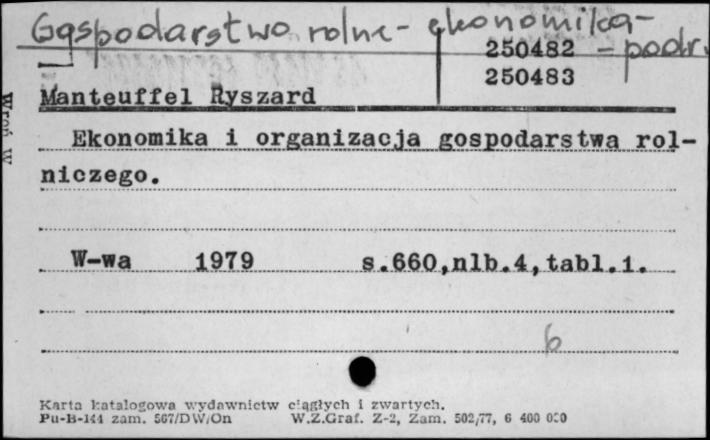 Gospodarstwo rolne - ekonomika -
250482 - podr.
250483
Manteuffel Ryszard
Ekonomika i organizacja gospodarstwa rol-
niczego.
W-wa 1979 s.660,nlb.4,tabl.1.
6
Karta katalogowa wydawnictw ciągłych i zwartych.
Pu-B-144 zam. 567/DW/On W.Z.Graf. Z-2, Zam. 502/77, 6 400 000